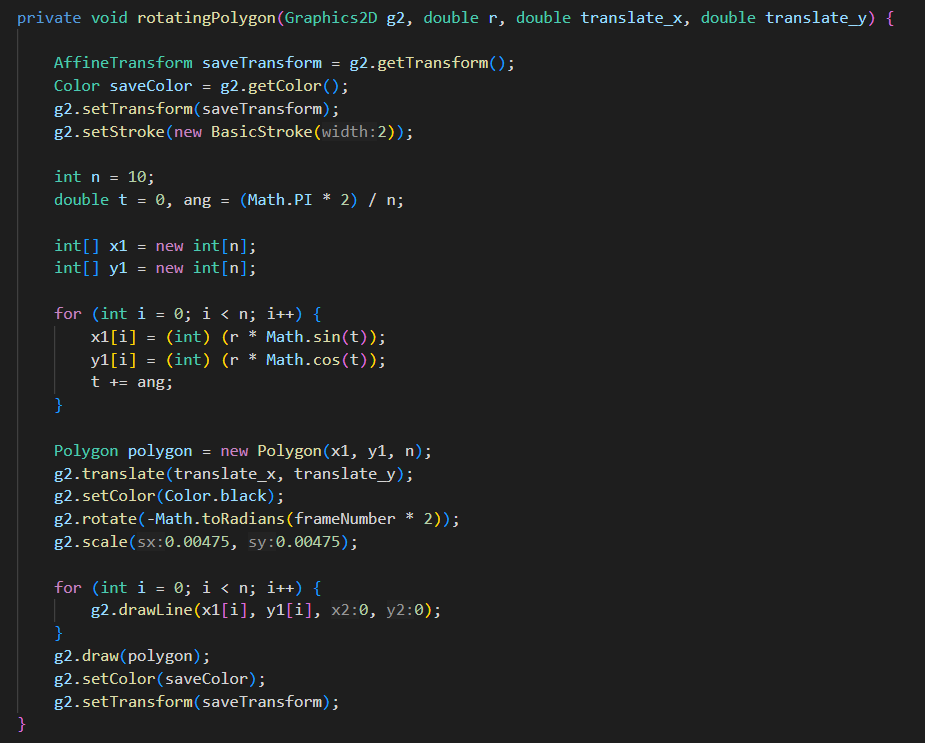 private void rotatingPolygon(Graphics2D g2, double r, double translate_x, double translate_y) {
AffineTransform saveTransform = g2.getTransform();
Color saveColor = g2.getColor();
g2.setTransform(saveTransform);
g2.setStroke(new BasicStroke(width:2));
int n = 10;
double t = 0, ang = (Math.PI * 2) / n;
int[] x1 = new int[n];
int[] y1 = new int[n];
for (int i = 0; i < n; i++) {
x1[i] = (int) (r * Math.sin(t));
y1[i] = (int) (r * Math.cos(t));
t += ang;
}
Polygon polygon = new Polygon(x1, y1, n);
g2.translate(translate_x, translate_y);
g2.setColor(Color.black);
g2.rotate(-Math.toRadians(frameNumber * 2));
g2.scale(sx:0.00475, sy:0.00475);
for (int i = 0; i < n; i++) {
g2.drawLine(x1[i], y1[i], x2:0, y2:0);
}
g2.draw(polygon);
g2.setColor(saveColor);
g2.setTransform(saveTransform);
}